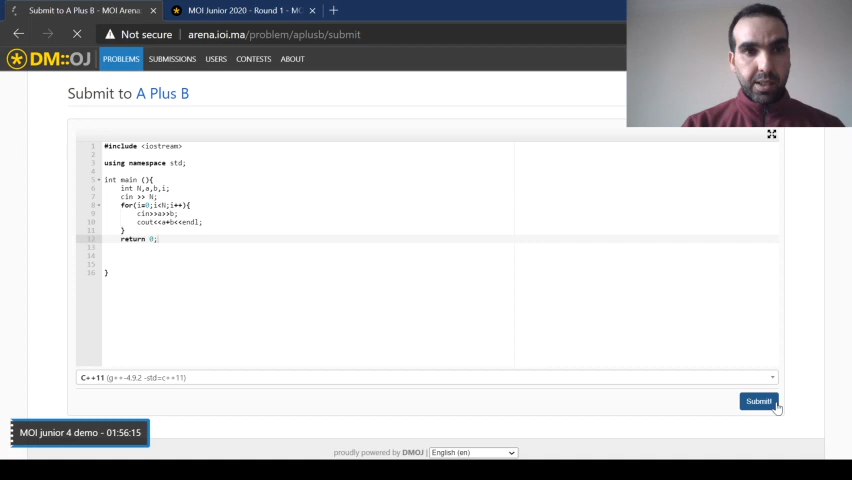 Submit to A Plus B - MOI Arena
MOI Junior 2020 - Round 1 - MO
Not secure
arena.ioi.ma/problem/aplusb/submit
DM::OJ
PROBLEMS
SUBMISSIONS
USERS
CONTESTS
ABOUT
Submit to A Plus B
1 #include <iostream>
2
3 using namespace std;
4
5 int main (){
6 int N,a,b,i;
7 cin >> N;
8 for(i=0;i<N;i++){
9 cin>>a>>b;
10 cout<<a+b<<endl;
11 }
12 return 0;
13
14
15
16 }
C++11 (g++-4.9.2 -std=c++11)
Submit!
MOI junior 4 demo - 01:56:15
proudly powered by DMOJ | English (en)